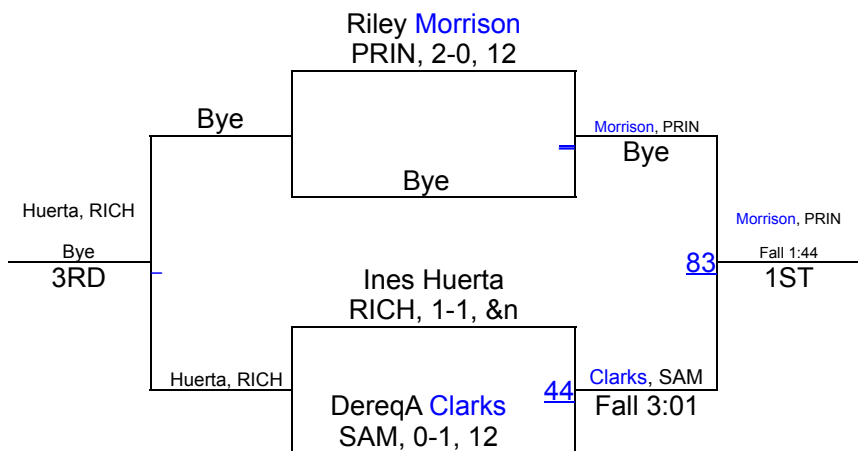 Riley Morrison
PRIN, 2-0, 12
Bye
Morrison, PRIN
Bye
Bye
Huerta, RICH
Morrison, PRIN
Bye
3RD
83
Fall 1:44
1ST
Ines Huerta
RICH, 1-1, &n
Huerta, RICH
44
Clarks, SAM
Fall 3:01
DereqA Clarks
SAM, 0-1, 12